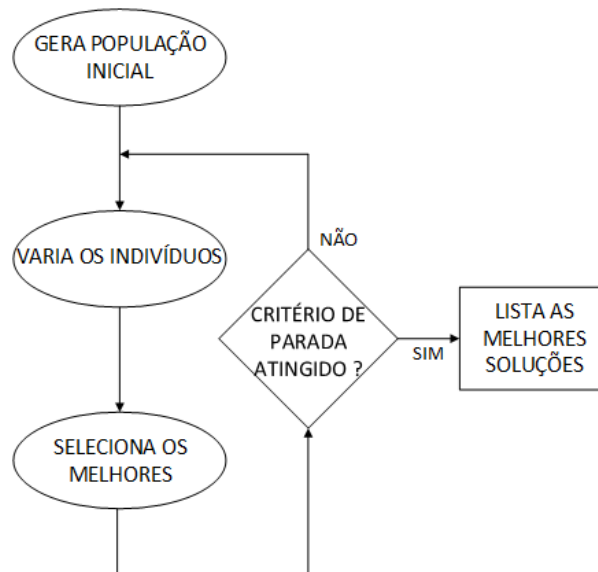 GERA POPULAÇÃO
INICIAL
VARIA OS INDIVÍDUOS
SELECIONA OS
MELHORES
NÃO
CRITÉRIO DE
PARADA
ATINGIDO ?
SIM
LISTA AS
MELHORES
SOLUÇÕES